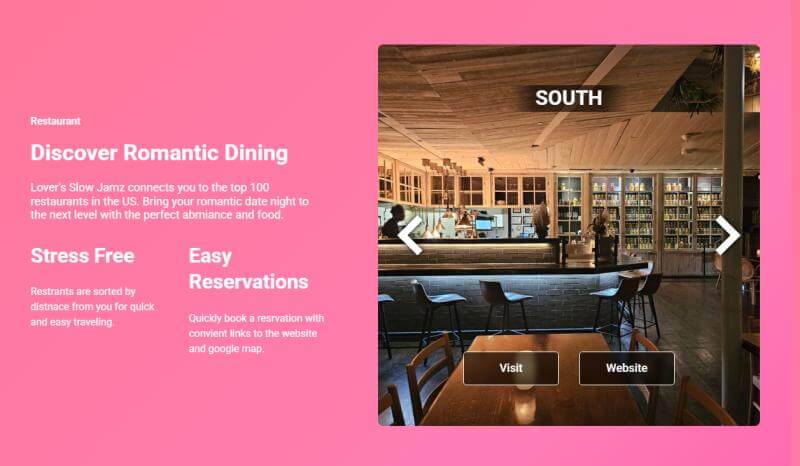 Restaurant
Discover Romantic Dining
Lover's Slow Jamz connects you to the top 100
restaurants in the US. Bring your romantic date night to
the next level with the perfect abmiance and food.
Stress Free
Restrants are sorted by
distnace from you for quick
and easy traveling.
Easy
Reservations
Quickly book a resrvation with
convient links to the website
and google map.
SOUTH
Visit
Website